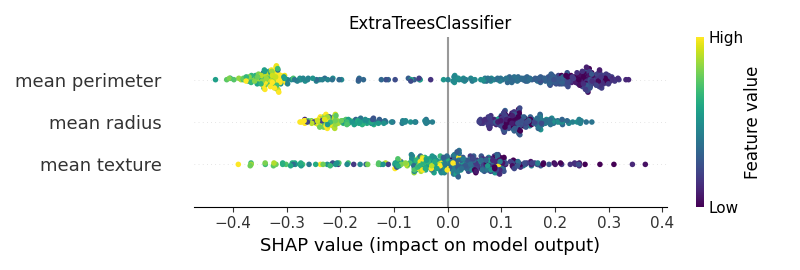 ExtraTreesClassifier
High
mean perimeter
mean radius
mean texture
Feature value
Low
−0.4 −0.3 −0.2 −0.1 0.0 0.1 0.2 0.3 0.4
SHAP value (impact on model output)